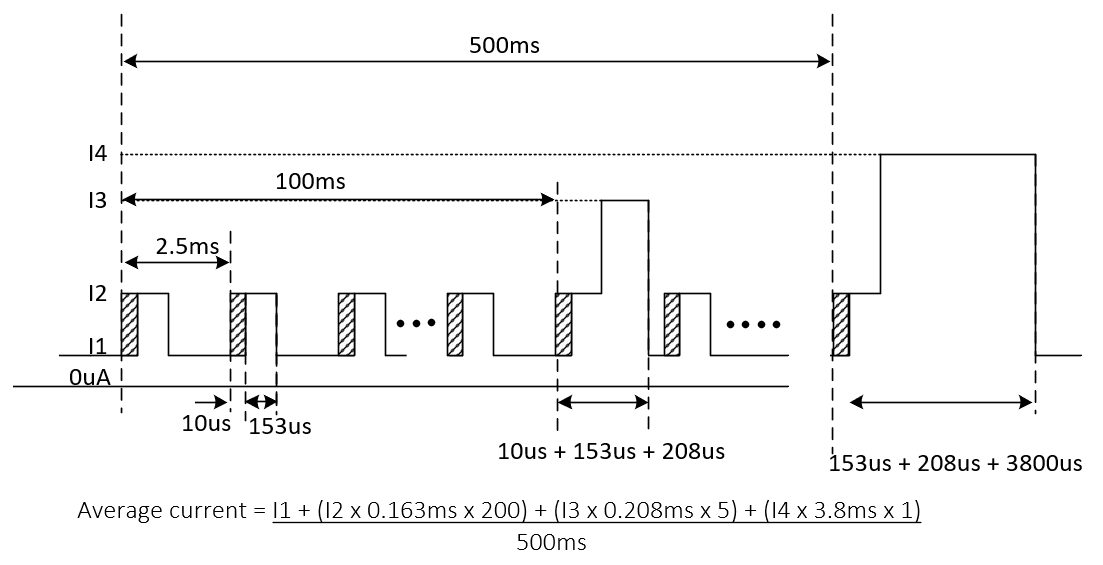 500ms
I4
100ms
I3
2.5ms
I2
I1
0uA
10us
153us
10us + 153us + 208us
153us + 208us + 3800us
Average current = I1 + (I2 x 0.163ms x 200) + (I3 x 0.208ms x 5) + (I4 x 3.8ms x 1)
500ms